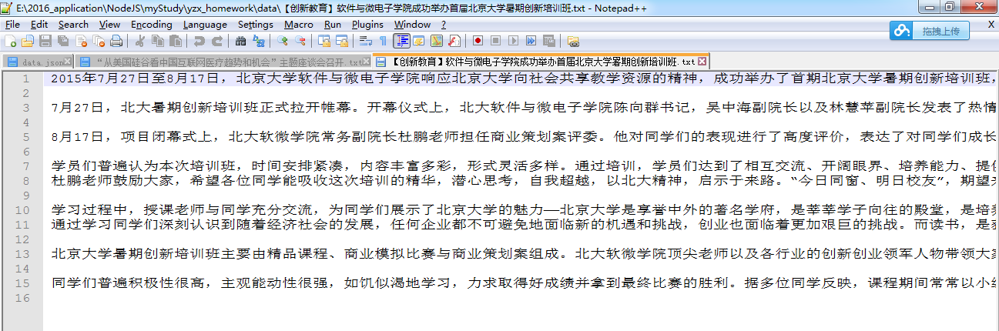 E:\2016_application\NodeJS\myStudy\yzx_homework\data\【创新教育】软件与微电子学院成功举办首届北京大学暑期创新培训班.txt - Notepad++
File Edit Search View Encoding Language Settings Macro Run Plugins Window ? X
拖拽上传
data.json “从美国硅谷看中国互联网医疗趋势和机会”主题座谈会召开.txt 【创新教育】软件与微电子学院成功举办首届北京大学暑期创新培训班.txt
1 2015年7月27日至8月17日，北京大学软件与微电子学院响应北京大学向社会共享教学资源的精神，成功举办了首期北京大学暑期创新培训班，
2
3 7月27日，北大暑期创新培训班正式拉开帷幕。开幕仪式上，北大软件与微电子学院陈向群书记，吴中海副院长以及林慧苹副院长发表了热情
4
5 8月17日，项目闭幕式上，北大软微学院常务副院长杜鹏老师担任商业策划案评委。他对同学们的表现进行了高度评价，表达了对同学们成长
6
7 学员们普遍认为本次培训班，时间安排紧凑，内容丰富多彩，形式灵活多样。通过培训，学员们达到了相互交流、开阔眼界、培养能力、提
8 杜鹏老师鼓励大家，希望各位同学能吸收这次培训的精华，潜心思考，自我超越，以北大精神，启示于来路。“今日同窗、明日校友”，期望
9
10 学习过程中，授课老师与同学充分交流，为同学们展示了北京大学的魅力——北京大学是享誉中外的著名学府，是莘莘学子向往的殿堂，是培
11 通过学习同学们深刻认识到随着经济社会的发展，任何企业都不可避免地面临新的机遇和挑战，创业也面临着更加艰巨的挑战。而读书，是
12
13 北京大学暑期创新培训班主要由精品课程、商业模拟比赛与商业策划案组成。北大软微学院顶尖老师以及各行业的创新创业领军人物带领大
14
15 同学们普遍积极性很高，主观能动性很强，如饥似渴地学习，力求取得好成绩并拿到最终比赛的胜利。据多位同学反映，课程期间常常以小
16